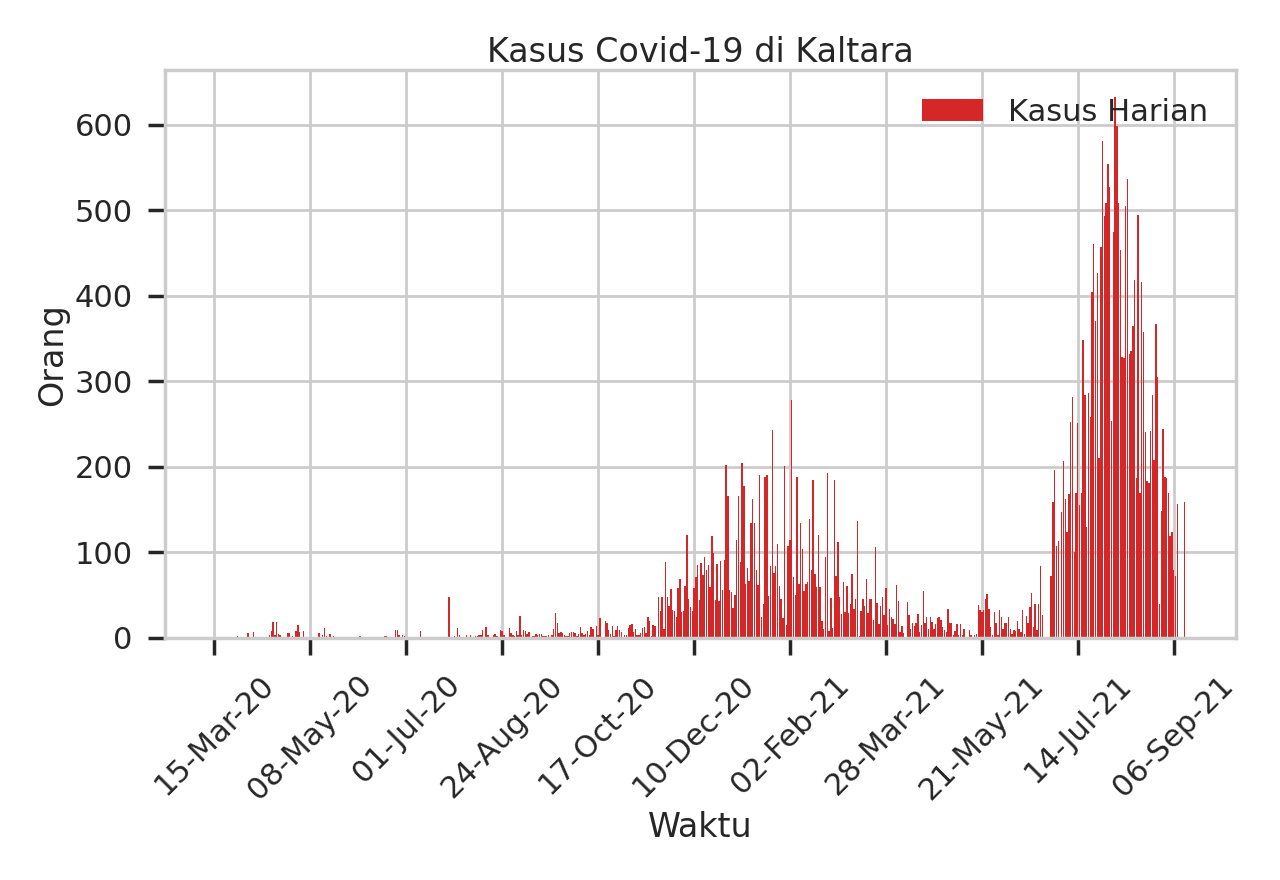 Kasus Covid-19 di Kaltara
Kasus Harian
Orang
600
500
400
300
200
100
0
15-Mar-20
08-May-20
01-Jul-20
24-Aug-20
17-Oct-20
10-Dec-20
02-Feb-21
28-Mar-21
21-May-21
14-Jul-21
06-Sep-21
Waktu